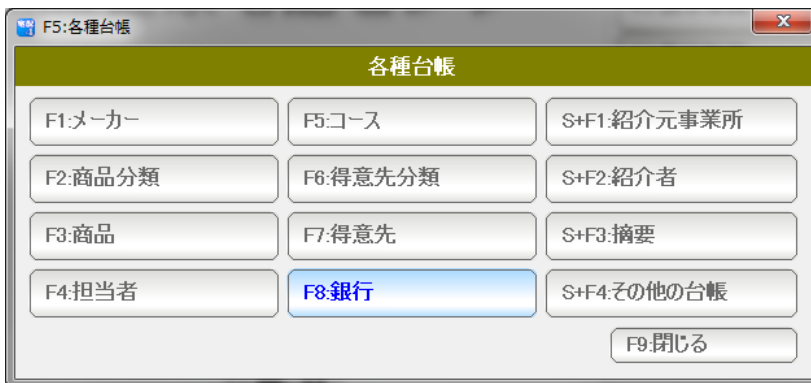 F5:各種台帳
各種台帳
F1:メーカー
F5:コース
S+F1:紹介元事業所
F2:商品分類
F6:得意先分類
S+F2:紹介者
F3:商品
F7:得意先
S+F3:摘要
F4:担当者
F8:銀行
S+F4:その他の台帳
F9:閉じる